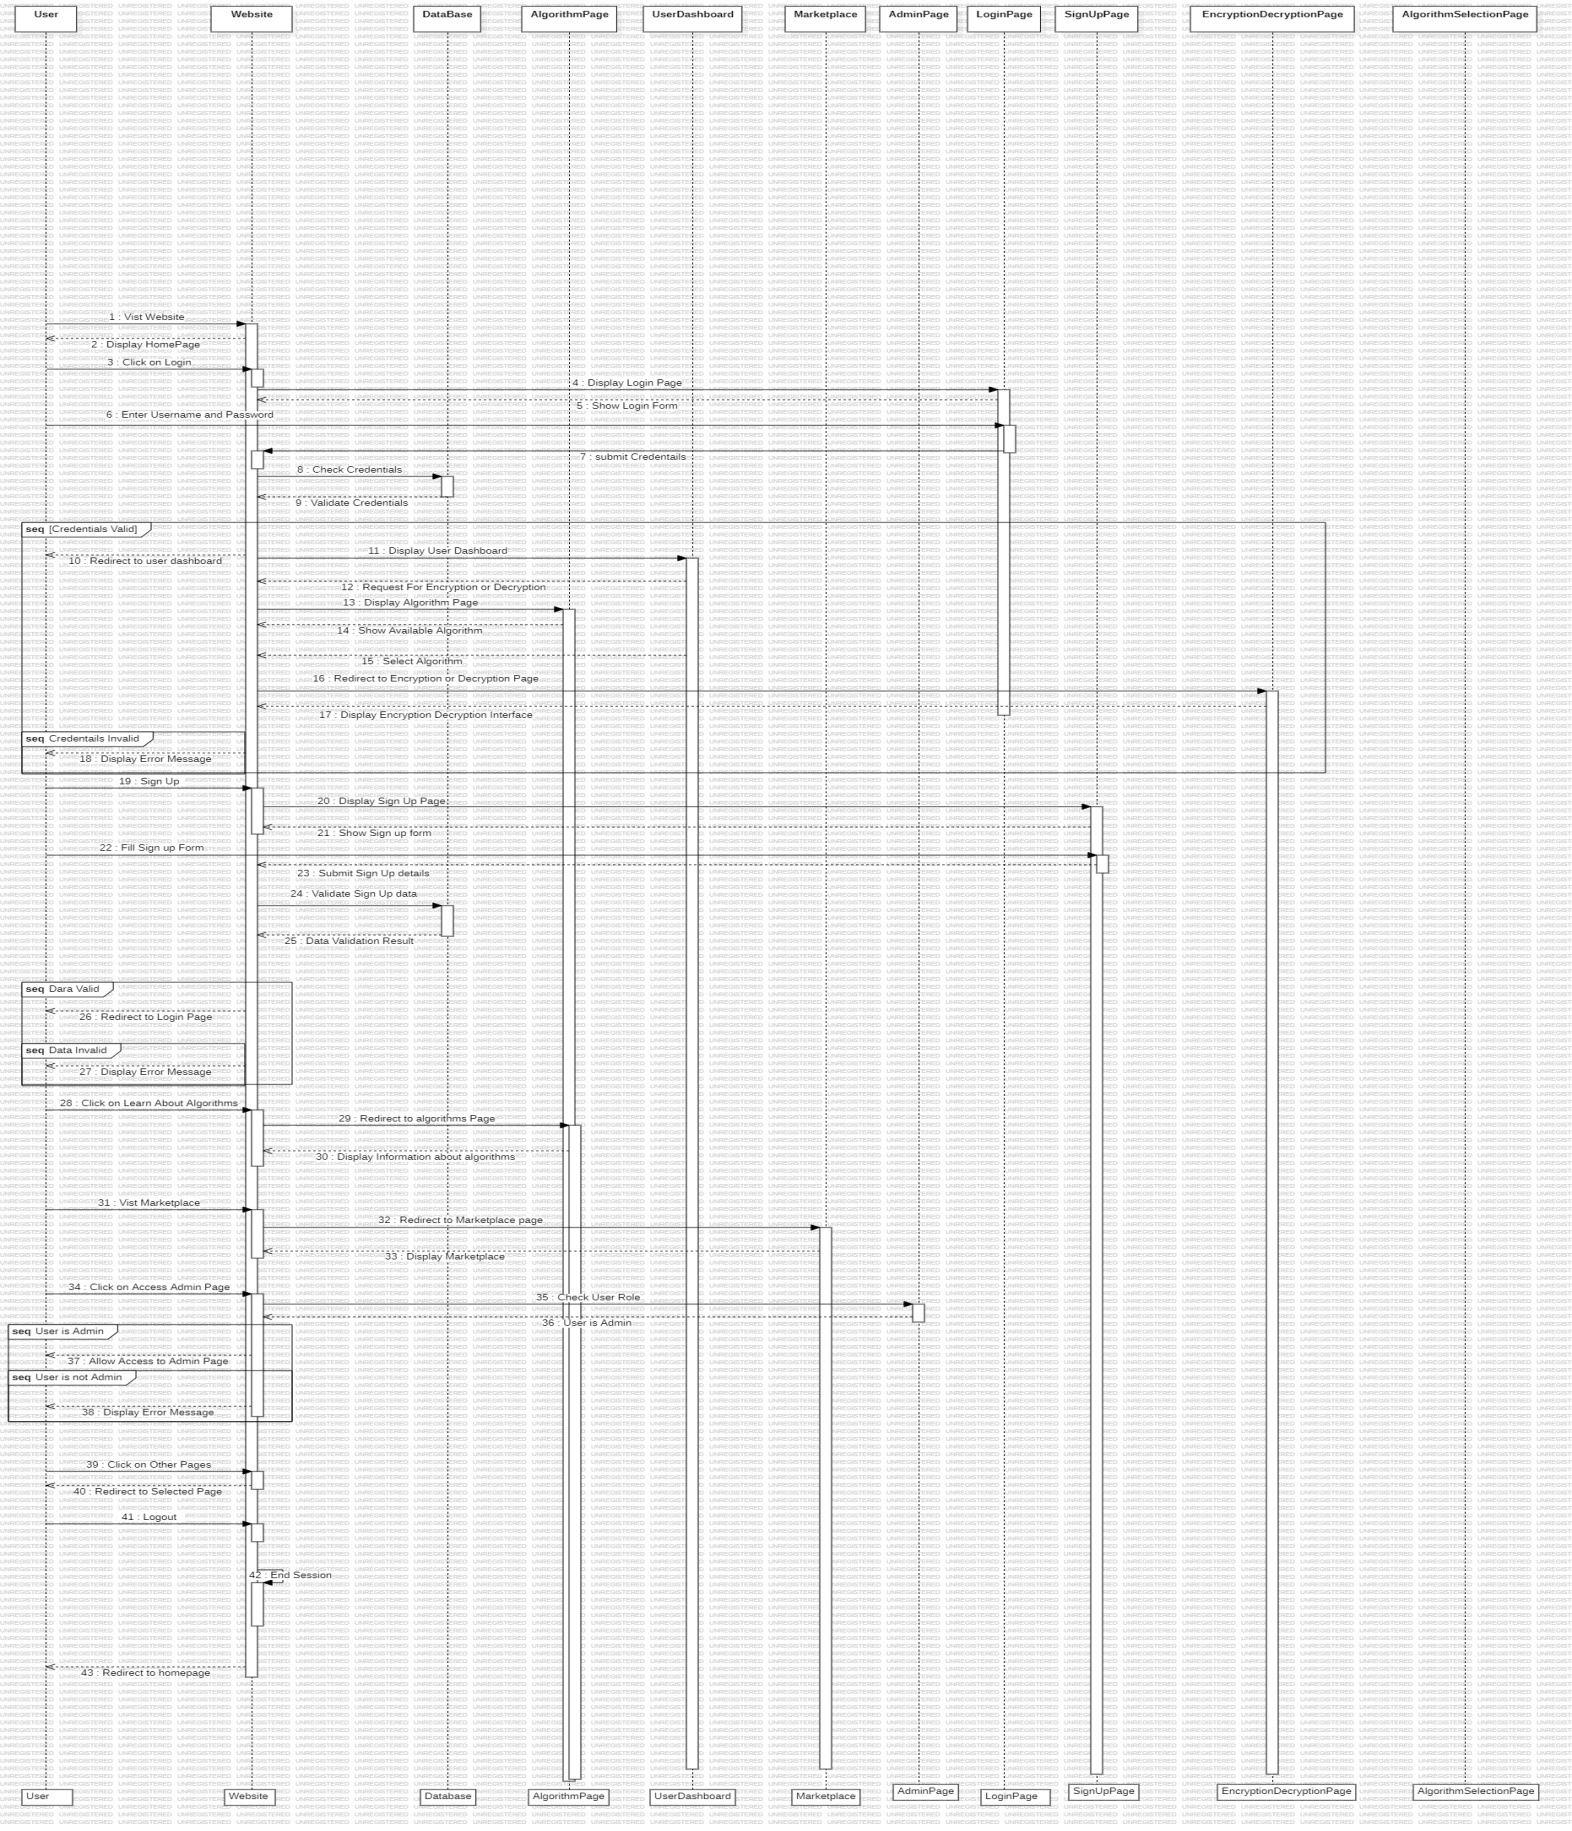 User
Website
DataBase
AlgorithmPage
UserDashboard
Marketplace
AdminPage
LoginPage
SignUpPage
EncryptionDecryptionPage
AlgorithmSelectionPage
1 : Vist Website
2 : Display HomePage
3 : Click on Login
4 : Display Login Page
5 : Show Login Form
6 : Enter Username and Password
7 : submit Credentails
8 : Check Credentials
9 : Validate Credentials
seq [Credentials Valid]
10 : Redirect to user dashboard
11 : Display User Dashboard
12 : Request For Encryption or Decryption
13 : Display Algorithm Page
14 : Show Available Algorithm
15 : Select Algorithm
16 : Redirect to Encryption or Decryption Page
17 : Display Encryption Decryption Interface
seq Credentails Invalid
18 : Display Error Message
19 : Sign Up
20 : Display Sign Up Page
21 : Show Sign up form
22 : Fill Sign up Form
23 : Submit Sign Up details
24 : Validate Sign Up data
25 : Data Validation Result
seq Dara Valid
26 : Redirect to Login Page
seq Data Invalid
27 : Display Error Message
28 : Click on Learn About Algorithms
29 : Redirect to algorithms Page
30 : Display Information about algorithms
31 : Vist Marketplace
32 : Redirect to Marketplace page
33 : Display Marketplace
34 : Click on Access Admin Page
35 : Check User Role
36 : User is Admin
seq User is Admin
37 : Allow Access to Admin Page
seq User is not Admin
38 : Display Error Message
39 : Click on Other Pages
40 : Redirect to Selected Page
41 : Logout
42 : End Session
43 : Redirect to homepage
User
Website
Database
AlgorithmPage
UserDashboard
Marketplace
AdminPage
LoginPage
SignUpPage
EncryptionDecryptionPage
AlgorithmSelectionPage
UNREGISTERED